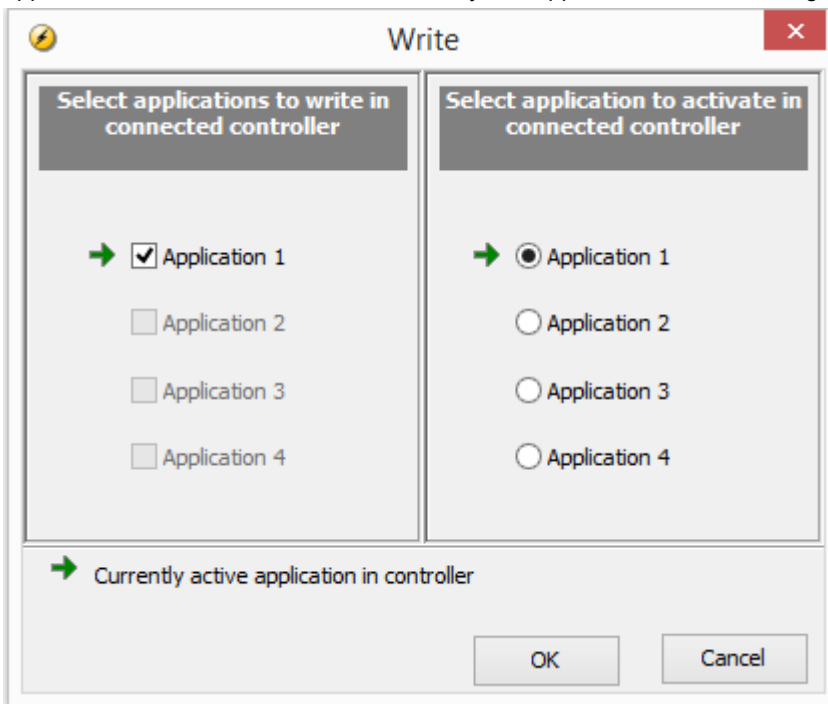 Write
Select applications to write in
connected controller
Select application to activate in
connected controller
Application 1
Application 2
Application 3
Application 4
Application 1
Application 2
Application 3
Application 4
Currently active application in controller
OK
Cancel